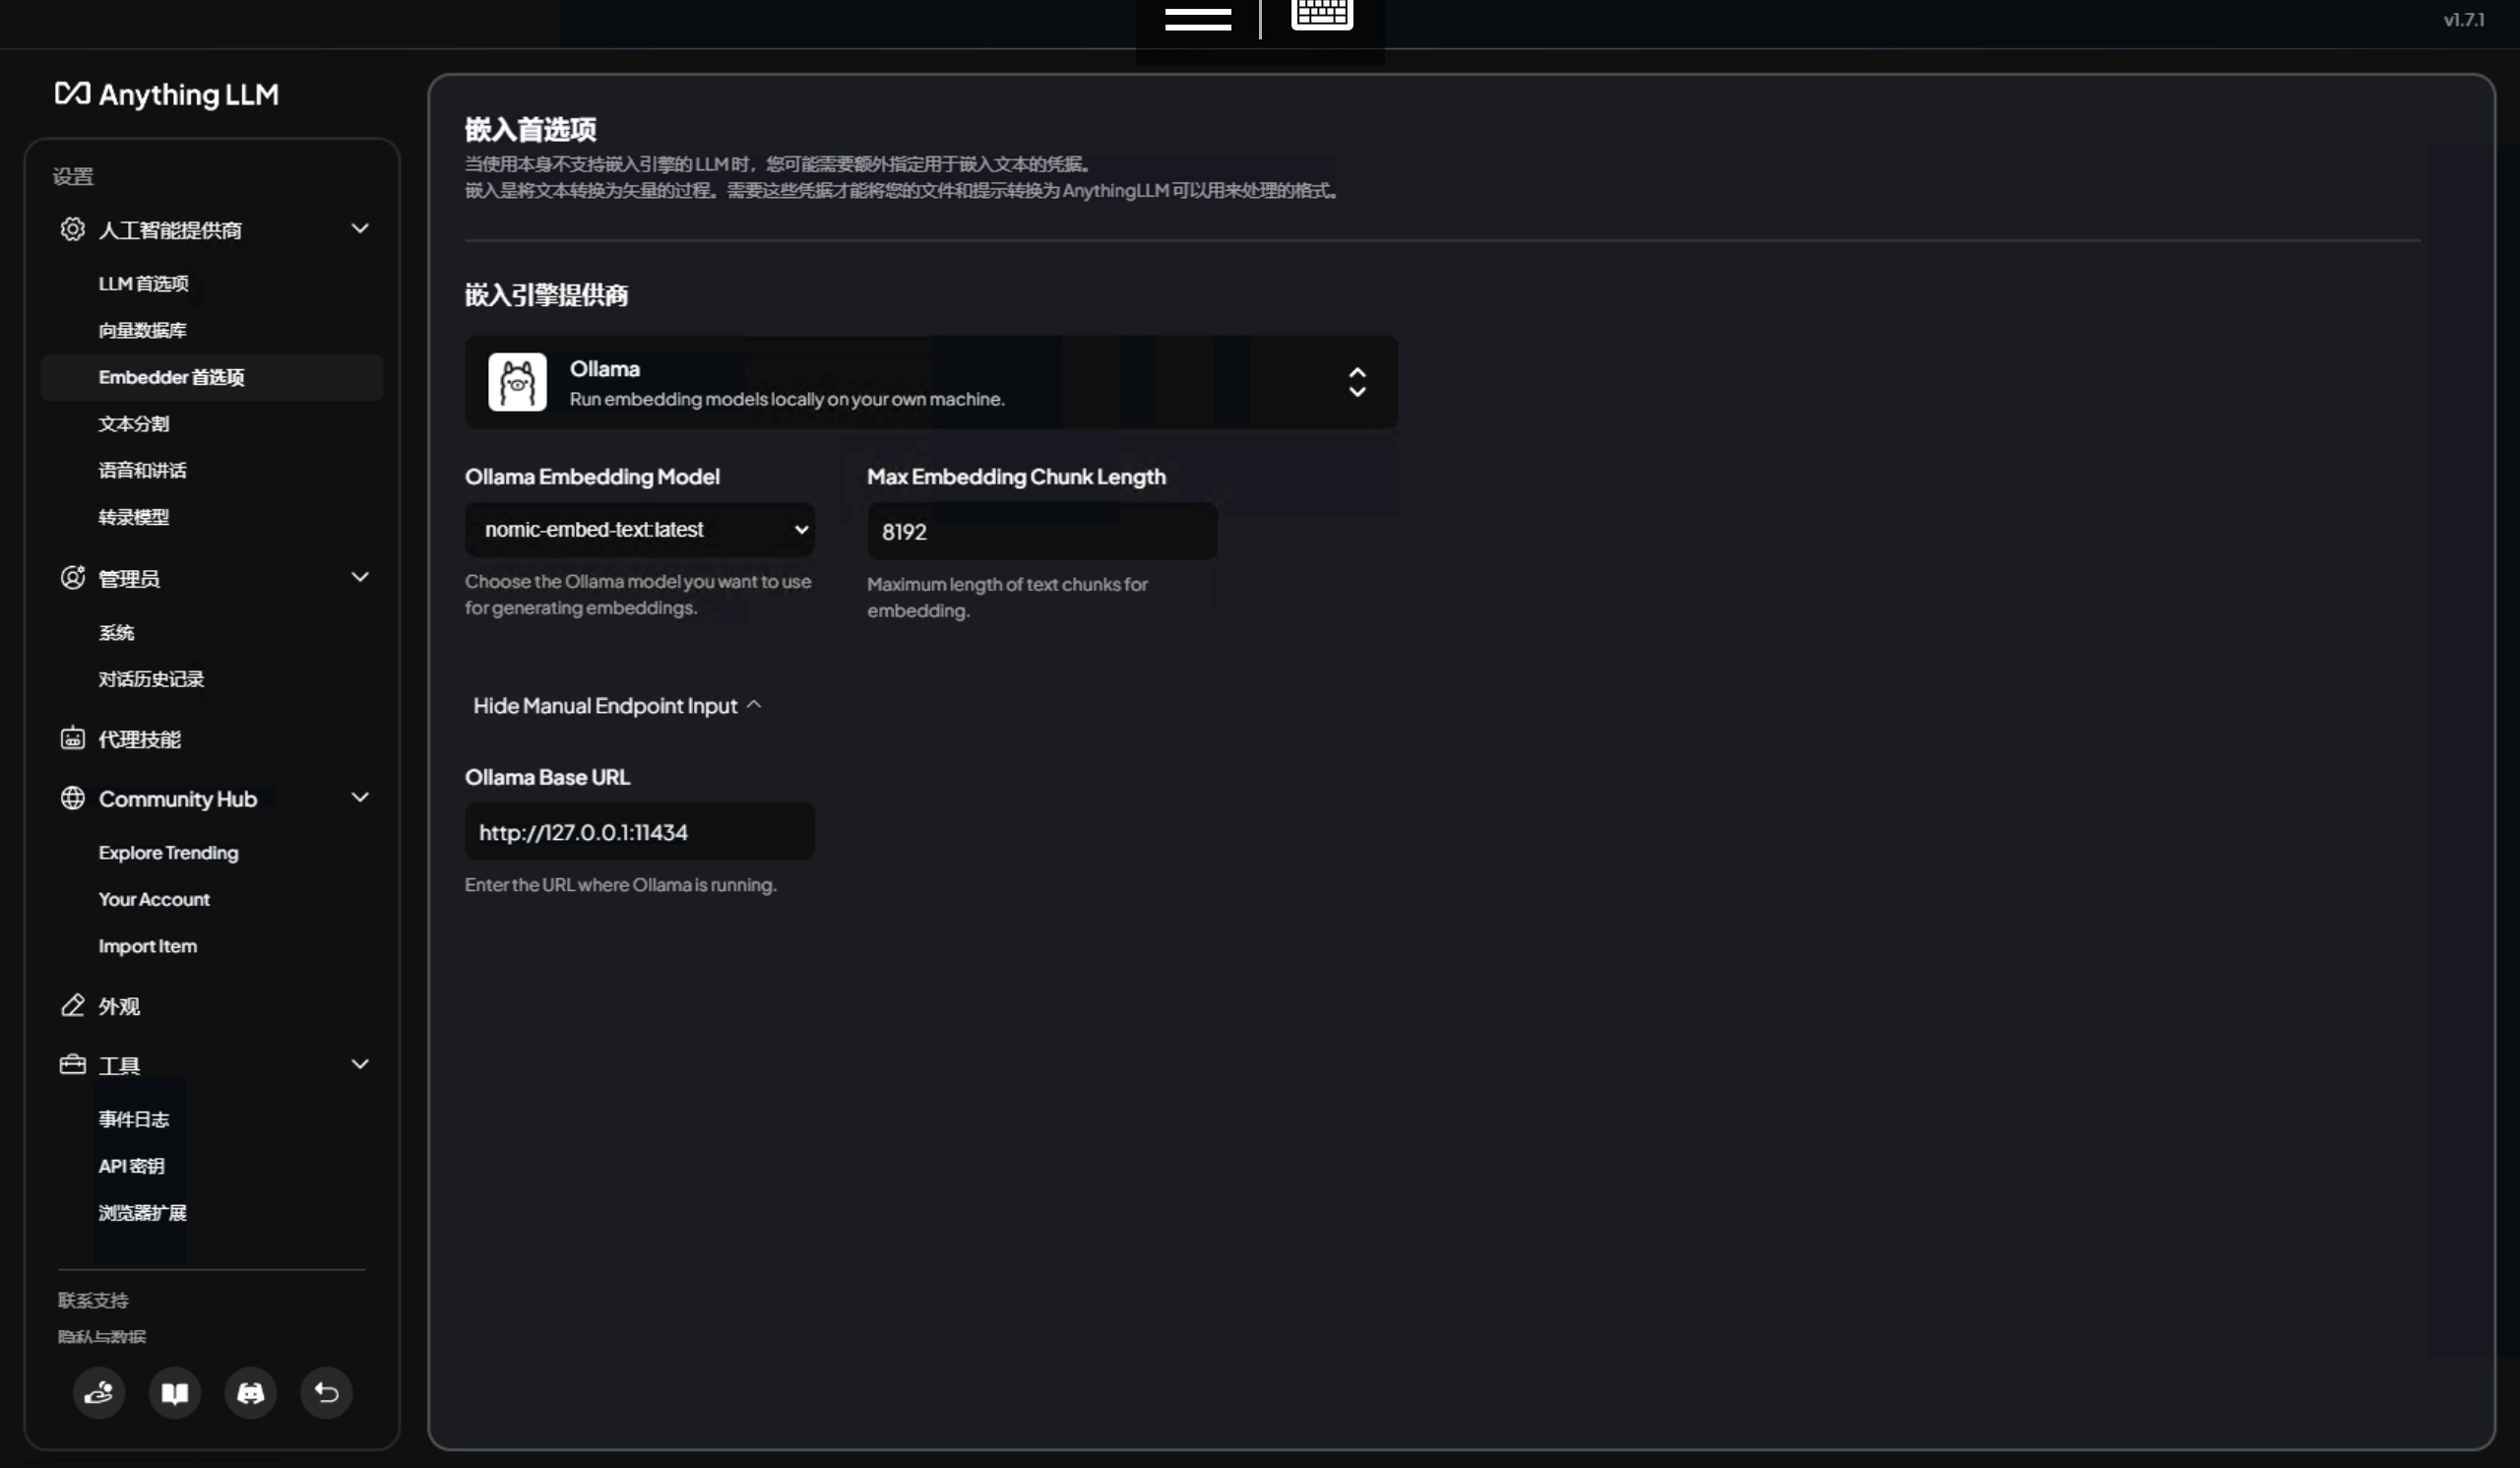 v1.7.1
Anything LLM
设置
人工智能提供商
LLM 首选项
向量数据库
Embedder 首选项
文本分割
语音和讲话
转录模型
管理员
系统
对话历史记录
代理技能
Community Hub
Explore Trending
Your Account
Import Item
外观
工具
事件日志
API 密钥
浏览器扩展
联系支持
隐私与数据
嵌入首选项
当使用本身不支持嵌入引擎的 LLM 时，您可能需要额外指定用于嵌入文本的凭据。
嵌入是将文本转换为矢量的过程。需要这些凭据才能将您的文件和提示转换为 AnythingLLM 可以用来处理的格式。
嵌入引擎提供商
Ollama
Run embedding models locally on your own machine.
Ollama Embedding Model
nomic-embed-text:latest
Choose the Ollama model you want to use
for generating embeddings.
Max Embedding Chunk Length
8192
Maximum length of text chunks for
embedding.
Hide Manual Endpoint Input
Ollama Base URL
http://127.0.0.1:11434
Enter the URL where Ollama is running.